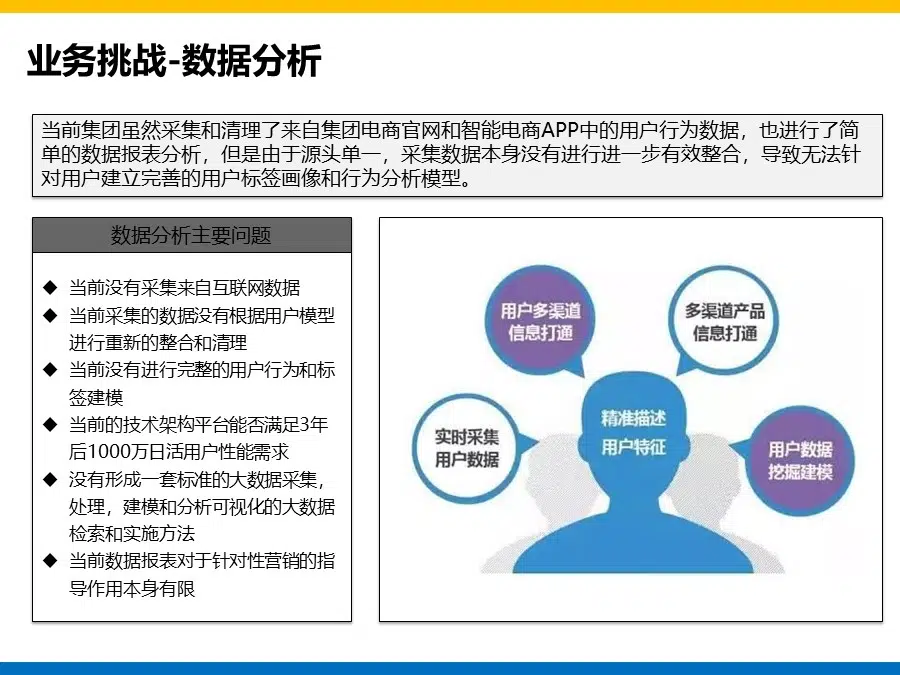 业务挑战-数据分析
当前集团虽然采集和清理了来自集团电商官网和智能电商APP中的用户行为数据，也进行了简
单的数据报表分析，但是由于源头单一，采集数据本身没有进行进一步有效整合，导致无法针
对用户建立完善的用户标签画像和行为分析模型。
数据分析主要问题
◆ 当前没有采集来自互联网数据
◆ 当前采集的数据没有根据用户模型
进行重新的整合和清理
◆ 当前没有进行完整的用户行为和标
签建模
◆ 当前的技术架构平台能否满足3年
后1000万日活用户性能需求
◆ 没有形成一套标准的大数据采集，
处理，建模和分析可视化的大数据
检索和实施方法
◆ 当前数据报表对于针对性营销的指
导作用本身有限
用户多渠道
信息打通
多渠道产品
信息打通
精准描述
用户特征
实时采集
用户数据
用户数据
挖掘建模